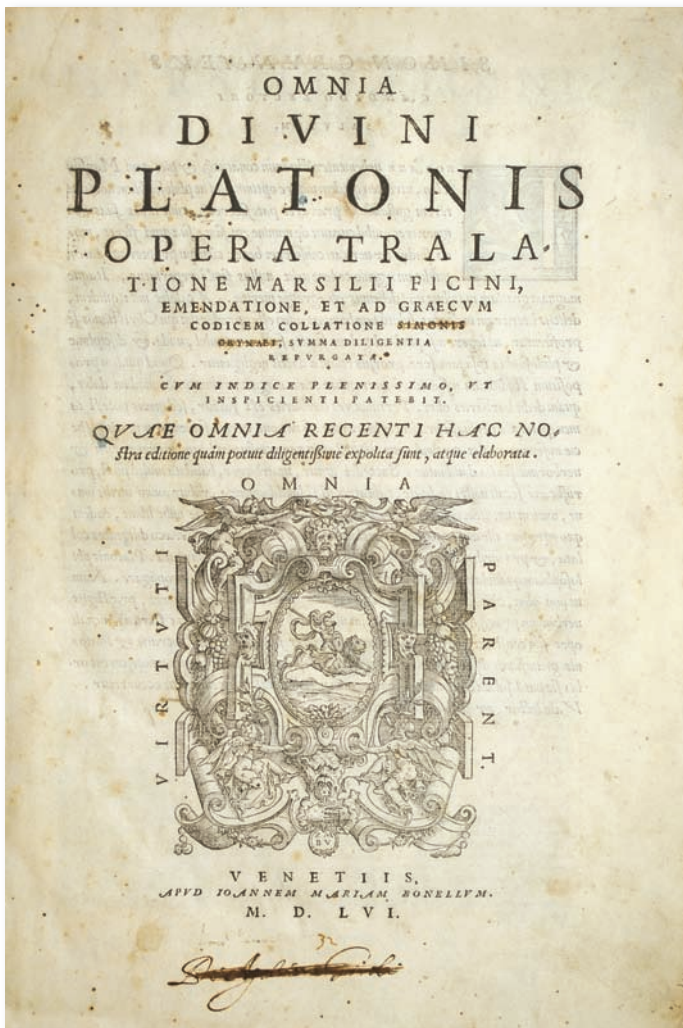 OMNIA
DIVINI
PLATONIS
OPERA TRALA-
TIONE MARSILII FICINI,
EMENDATIONE, ET AD GRAECVM
CODICEM COLLATIONE SIMONIS
GRYNAEI, SVMMA DILIGENTIA
REPVRGATA.
CVM INDICE PLENISSIMO, VT
INSPICIENTI PATEBIT.
QVAE OMNIA RECENTI HAC NO-
stra editione quàm potuit diligentißimè expolita sunt, atque elaborata.
OMNIA
VIRTVTI
PARENT.
VENETIIS,
APVD IOANNEM MARIAM BONELLVM.
M. D. LVI.
32